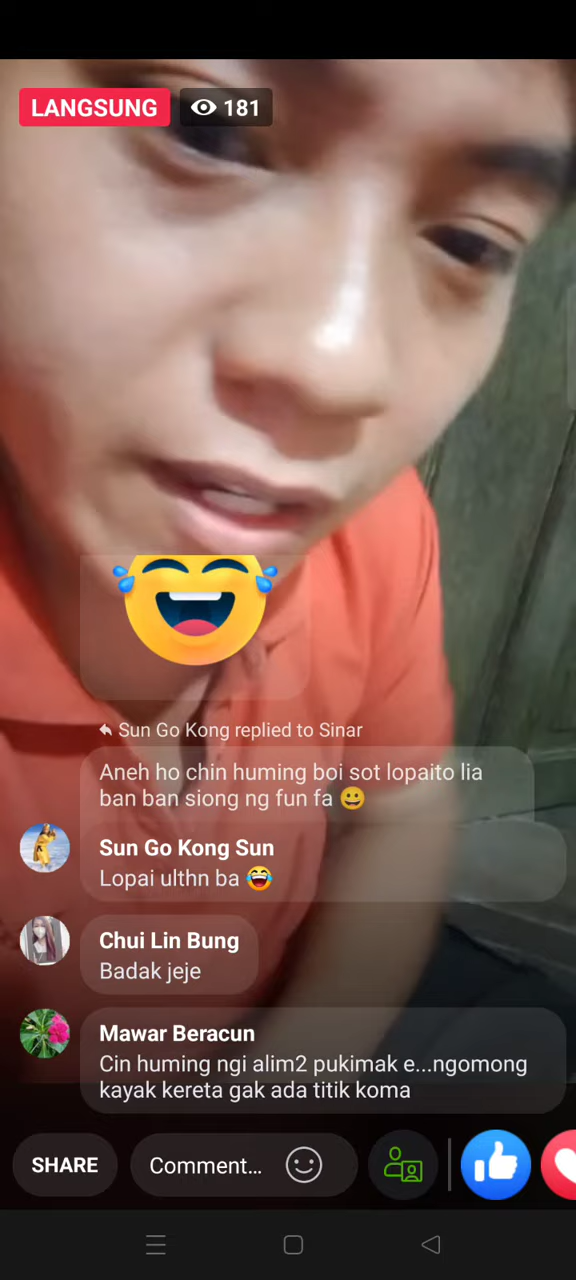 LANGSUNG
181
Sun Go Kong replied to Sinar
Aneh ho chin huming boi sot lopaito lia
ban ban siong ng fun fa 😀
Sun Go Kong Sun
Lopai ulthn ba 😂
Chui Lin Bung
Badak jeje
Mawar Beracun
Cin huming ngi alim2 pukimak e...ngomong
kayak kereta gak ada titik koma
SHARE
Comment...